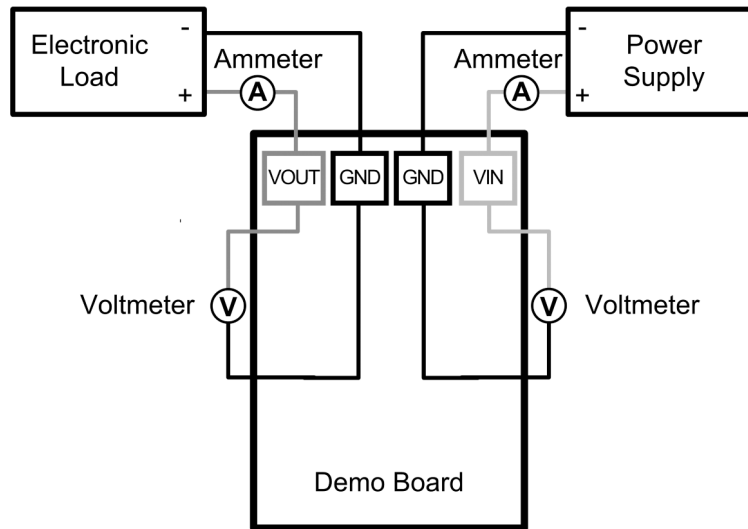 Electronic
Load
-
+
Ammeter
A
Ammeter
A
-
+
Power
Supply
VOUT
GND
GND
VIN
Voltmeter
V
V
Voltmeter
Demo Board